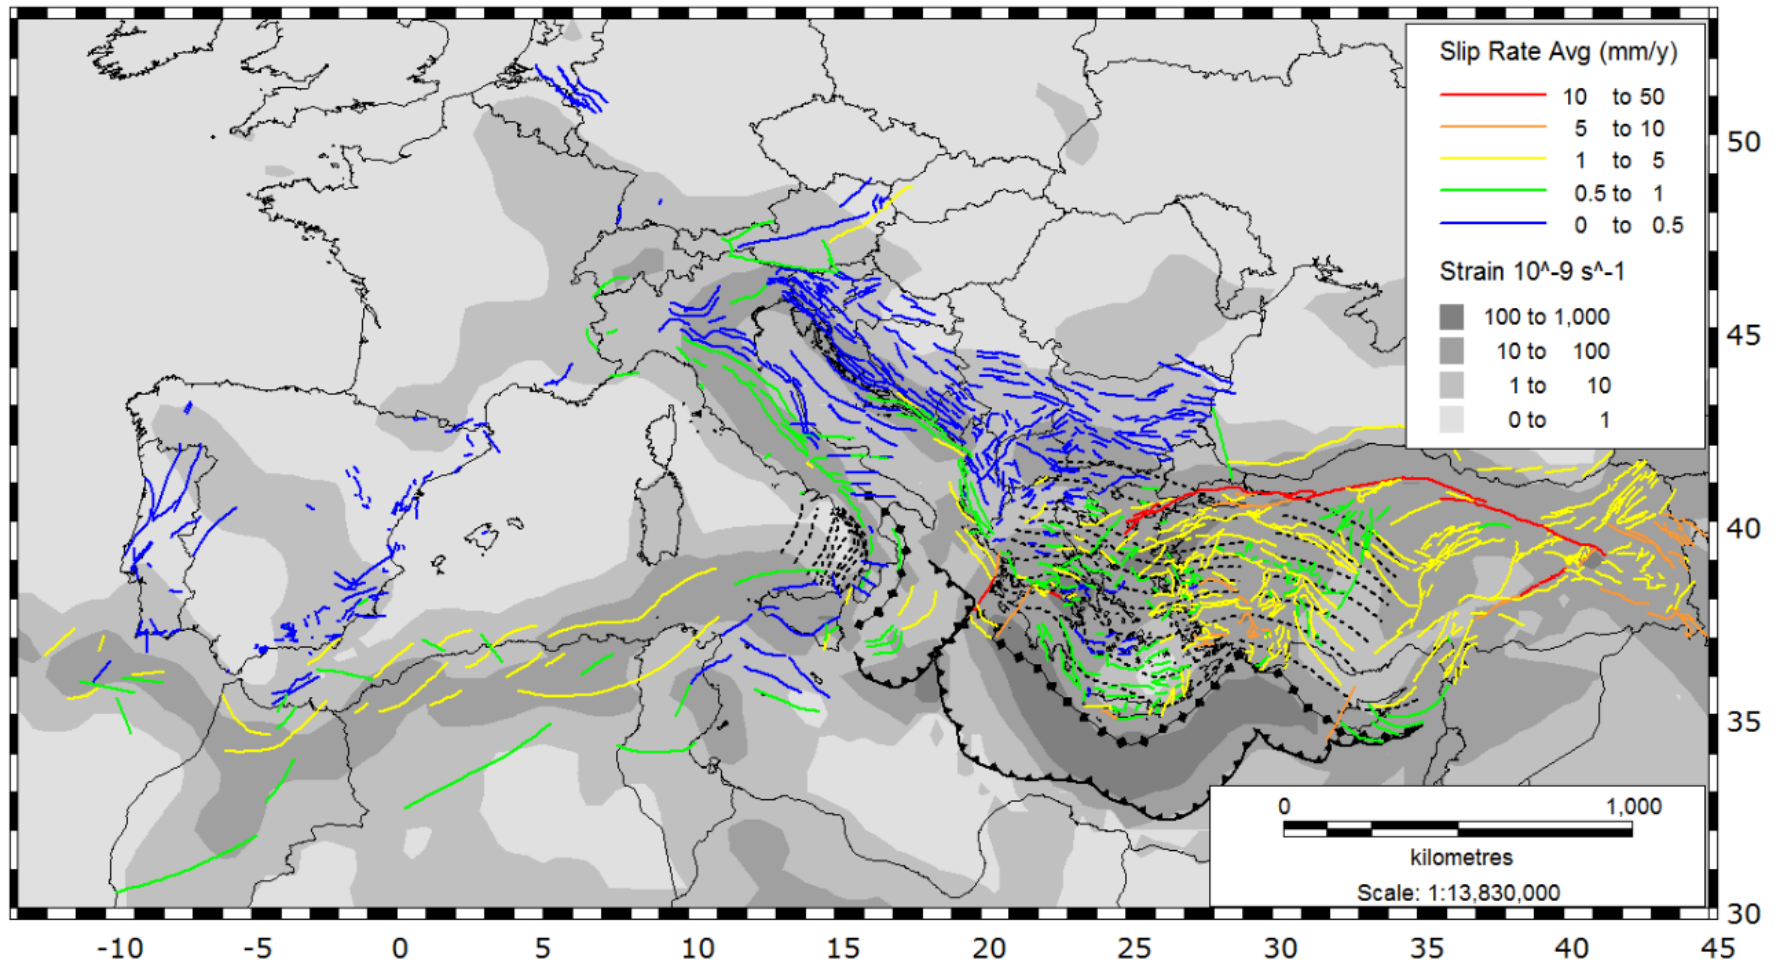 Slip Rate Avg (mm/y)
10 to 50
5 to 10
1 to 5
0.5 to 1
0 to 0.5
Strain 10^-9 s^-1
100 to 1,000
10 to 100
1 to 10
0 to 1
50
45
40
35
30
0 1,000
kilometres
Scale: 1:13,830,000
-10 -5 0 5 10 15 20 25 30 35 40 45